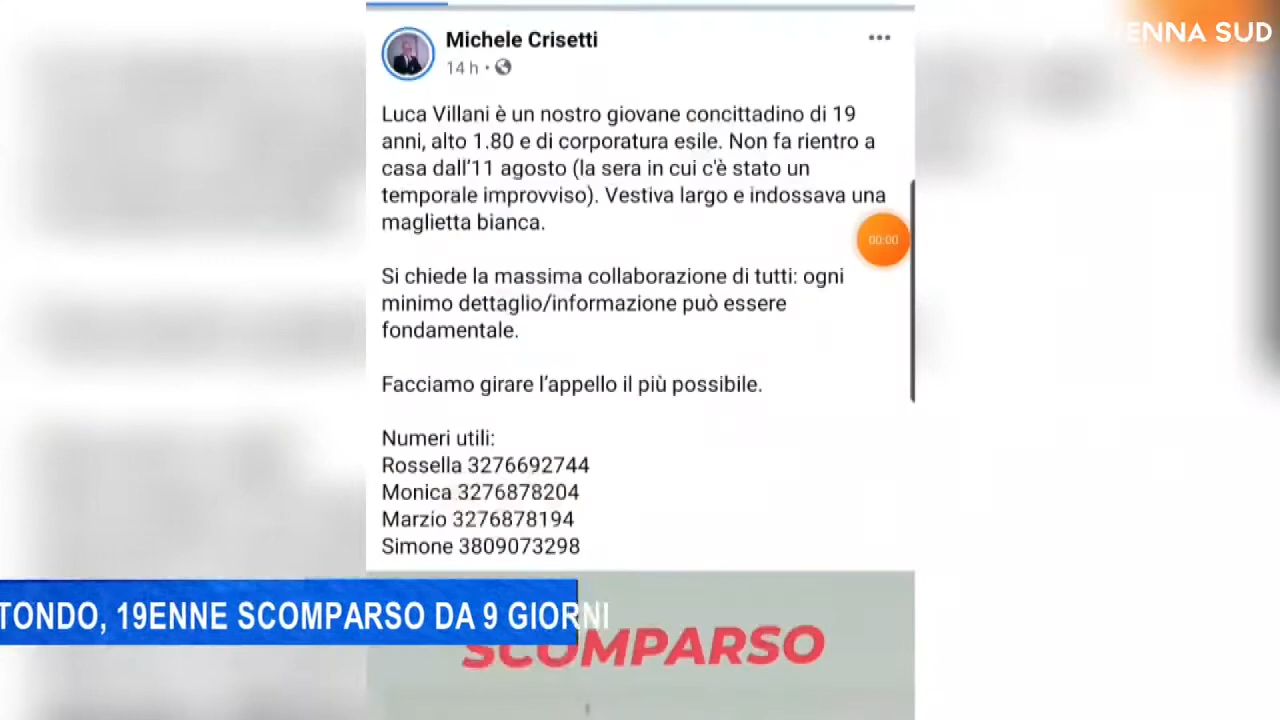 ENNA SUD
Michele Crisetti
14 h
Luca Villani è un nostro giovane concittadino di 19
anni, alto 1.80 e di corporatura esile. Non fa rientro a
casa dall'11 agosto (la sera in cui c'è stato un
temporale improvviso). Vestiva largo e indossava una
maglietta bianca.
00:00
Si chiede la massima collaborazione di tutti: ogni
minimo dettaglio/informazione può essere
fondamentale.
Facciamo girare l'appello il più possibile.
Numeri utili:
Rossella 3276692744
Monica 3276878204
Marzio 3276878194
Simone 3809073298
TONDO, 19ENNE SCOMPARSO DA 9 GIORNI
SCOMPARSO